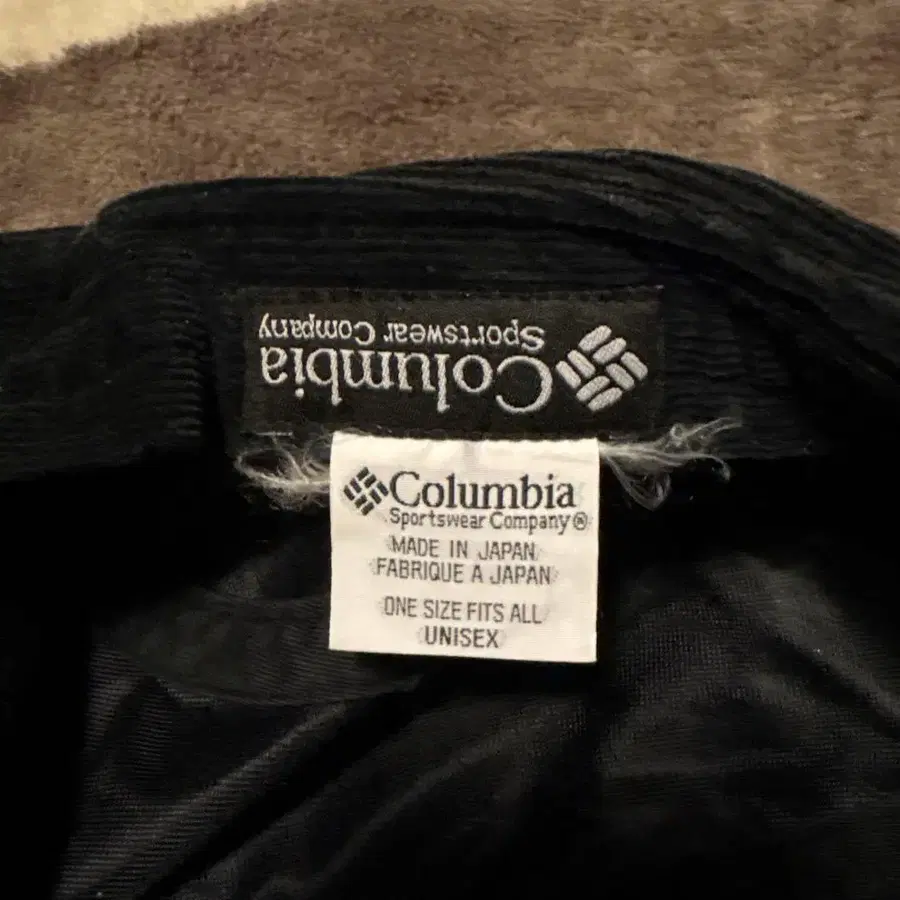 Columbia
Sportswear Company
Columbia
Sportswear Company®
MADE IN JAPAN
FABRIQUE A JAPAN
ONE SIZE FITS ALL
UNISEX